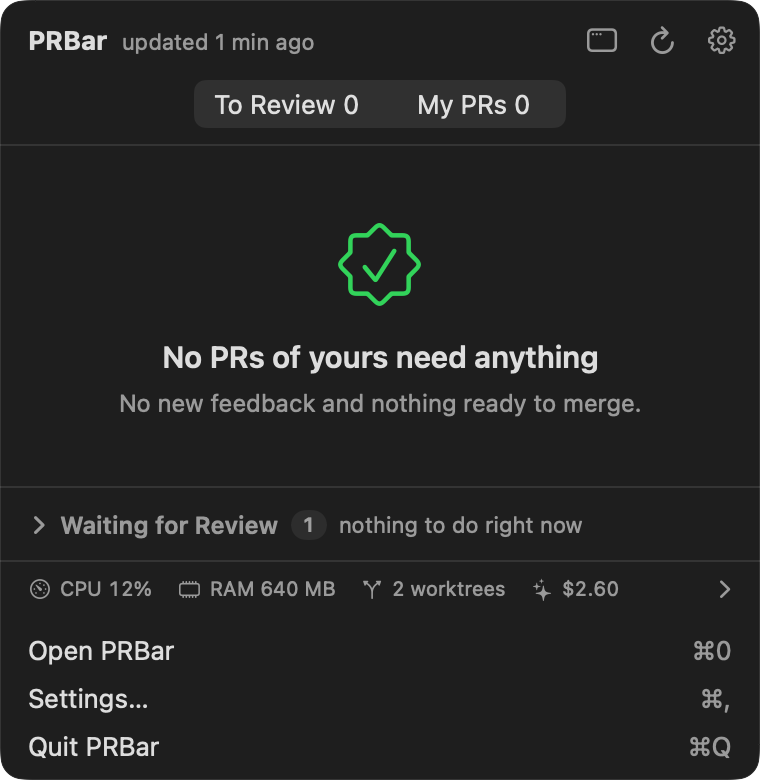 PRBar updated 1 min ago
To Review 0 My PRs 0
No PRs of yours need anything
No new feedback and nothing ready to merge.
Waiting for Review 1 nothing to do right now
CPU 12% RAM 640 MB 2 worktrees $2.60
Open PRBar ⌘0
Settings... ⌘,
Quit PRBar ⌘Q